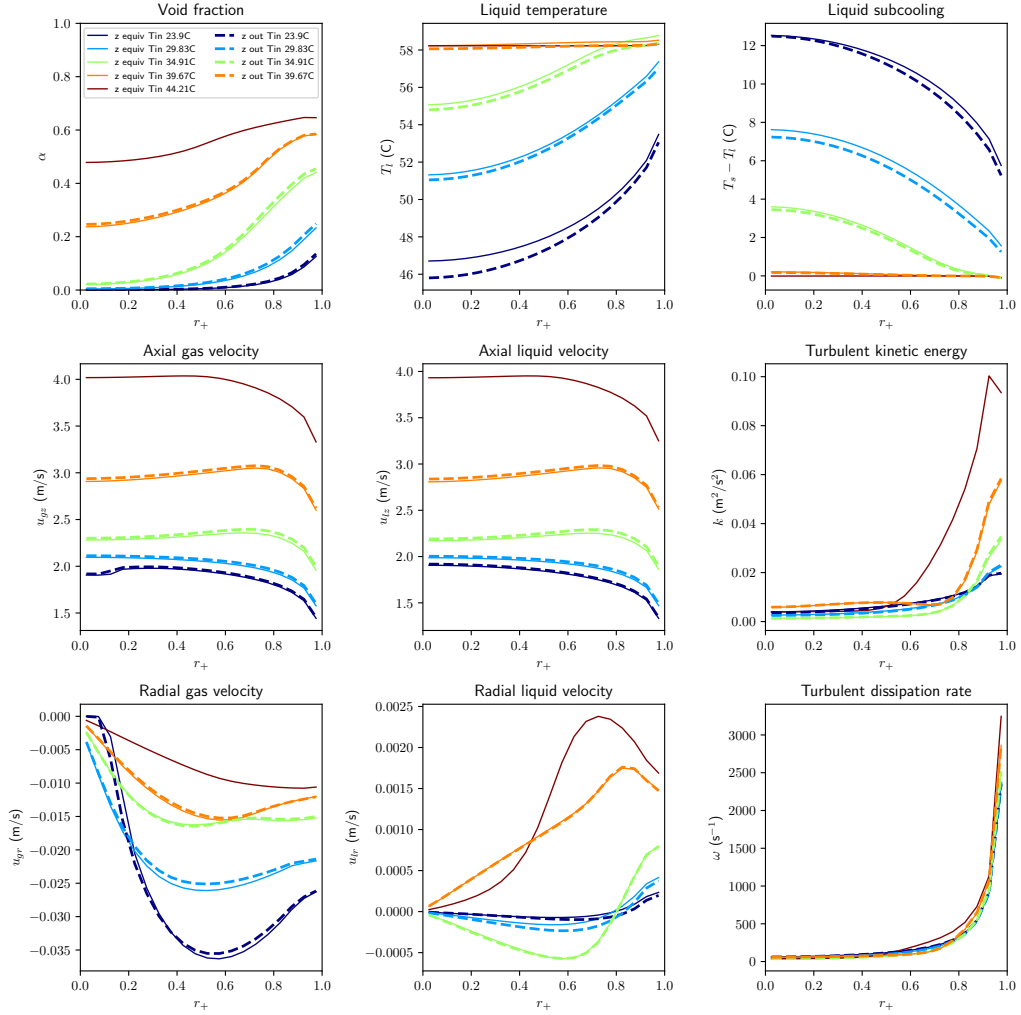 Void fraction
α
1.0
0.8
0.6
0.4
0.2
0.0
z equiv Tin 23.9C
z equiv Tin 29.83C
z equiv Tin 34.91C
z equiv Tin 39.67C
z equiv Tin 44.21C
z out Tin 23.9C
z out Tin 29.83C
z out Tin 34.91C
z out Tin 39.67C
0.0 0.2 0.4 0.6 0.8 1.0
r+
Liquid temperature
T_l (C)
58
56
54
52
50
48
46
0.0 0.2 0.4 0.6 0.8 1.0
r+
Liquid subcooling
T_s − T_l (C)
12
10
8
6
4
2
0
0.0 0.2 0.4 0.6 0.8 1.0
r+
Axial gas velocity
u_gz (m/s)
4.0
3.5
3.0
2.5
2.0
1.5
0.0 0.2 0.4 0.6 0.8 1.0
r+
Axial liquid velocity
u_lz (m/s)
4.0
3.5
3.0
2.5
2.0
1.5
0.0 0.2 0.4 0.6 0.8 1.0
r+
Turbulent kinetic energy
k (m²/s²)
0.10
0.08
0.06
0.04
0.02
0.00
0.0 0.2 0.4 0.6 0.8 1.0
r+
Radial gas velocity
u_gr (m/s)
0.000
−0.005
−0.010
−0.015
−0.020
−0.025
−0.030
−0.035
0.0 0.2 0.4 0.6 0.8 1.0
r+
Radial liquid velocity
u_lr (m/s)
0.0025
0.0020
0.0015
0.0010
0.0005
0.0000
−0.0005
0.0 0.2 0.4 0.6 0.8 1.0
r+
Turbulent dissipation rate
ω (s⁻¹)
3000
2500
2000
1500
1000
500
0
0.0 0.2 0.4 0.6 0.8 1.0
r+